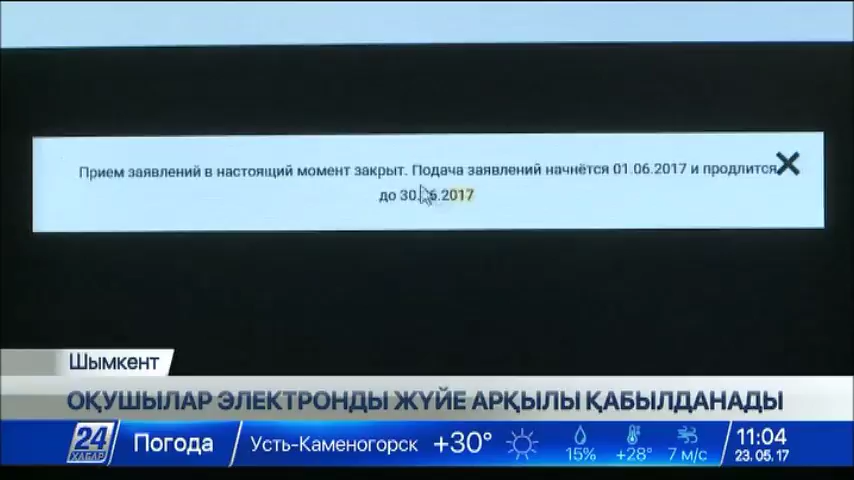 Прием заявлений в настоящий момент закрыт. Подача заявлений начнётся 01.06.2017 и продлится
до 30.06.2017
Шымкент
ОҚУШЫЛАР ЭЛЕКТРОНДЫ ЖҮЙЕ АРҚЫЛЫ ҚАБЫЛДАНАДЫ
24
ХАБАР
Погода
Усть-Каменогорск +30°
15%
+28°
7 м/с
11:04
23.05.17